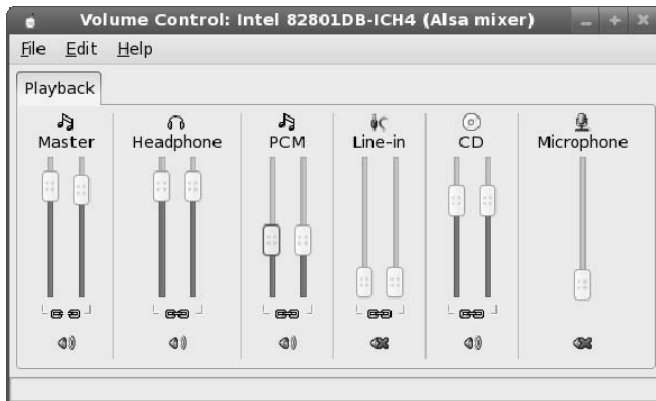 Volume Control: Intel 82801DB-ICH4 (Alsa mixer)
File Edit Help
Playback
Master Headphone PCM Line-in CD Microphone